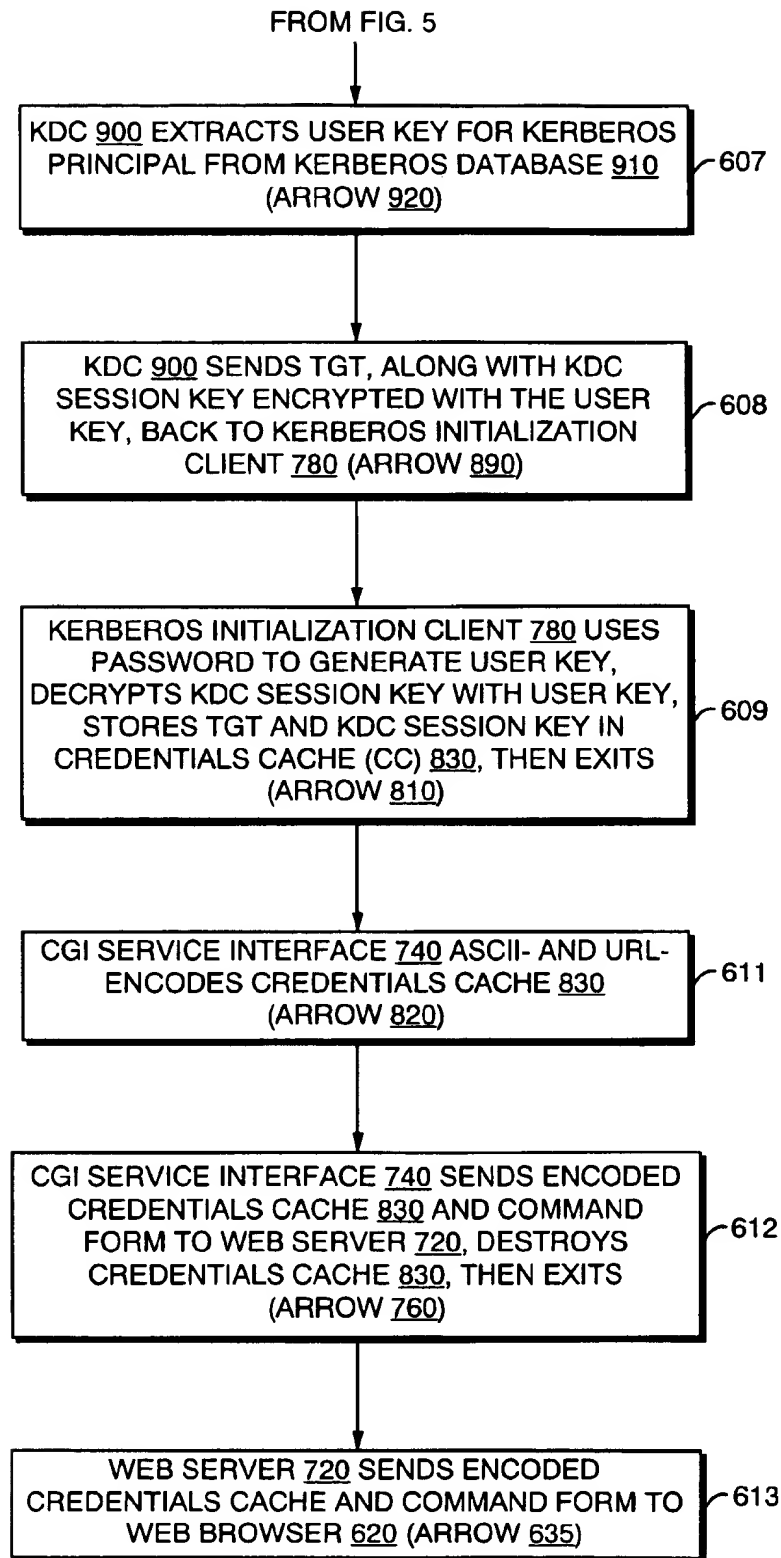 FROM FIG. 5
KDC 900 EXTRACTS USER KEY FOR KERBEROS
PRINCIPAL FROM KERBEROS DATABASE 910
(ARROW 920)
607
KDC 900 SENDS TGT, ALONG WITH KDC
SESSION KEY ENCRYPTED WITH THE USER
KEY, BACK TO KERBEROS INITIALIZATION
CLIENT 780 (ARROW 890)
608
KERBEROS INITIALIZATION CLIENT 780 USES
PASSWORD TO GENERATE USER KEY,
DECRYPTS KDC SESSION KEY WITH USER KEY,
STORES TGT AND KDC SESSION KEY IN
CREDENTIALS CACHE (CC) 830, THEN EXITS
(ARROW 810)
609
CGI SERVICE INTERFACE 740 ASCII- AND URL-
ENCODES CREDENTIALS CACHE 830
(ARROW 820)
611
CGI SERVICE INTERFACE 740 SENDS ENCODED
CREDENTIALS CACHE 830 AND COMMAND
FORM TO WEB SERVER 720, DESTROYS
CREDENTIALS CACHE 830, THEN EXITS
(ARROW 760)
612
WEB SERVER 720 SENDS ENCODED
CREDENTIALS CACHE AND COMMAND FORM TO
WEB BROWSER 620 (ARROW 635)
613